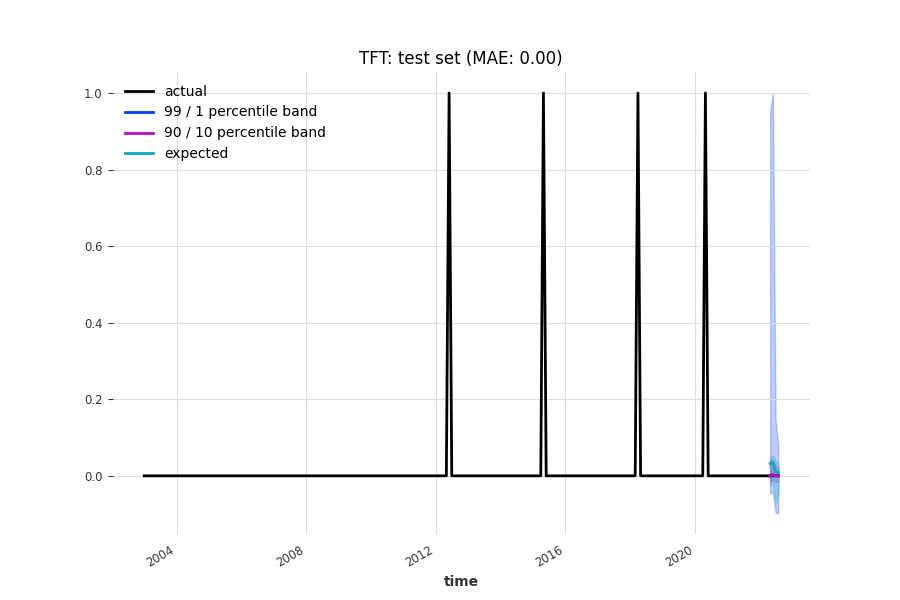 TFT: test set (MAE: 0.00)
actual
99 / 1 percentile band
90 / 10 percentile band
expected
1.0
0.8
0.6
0.4
0.2
0.0
2004
2008
2012
2016
2020
time